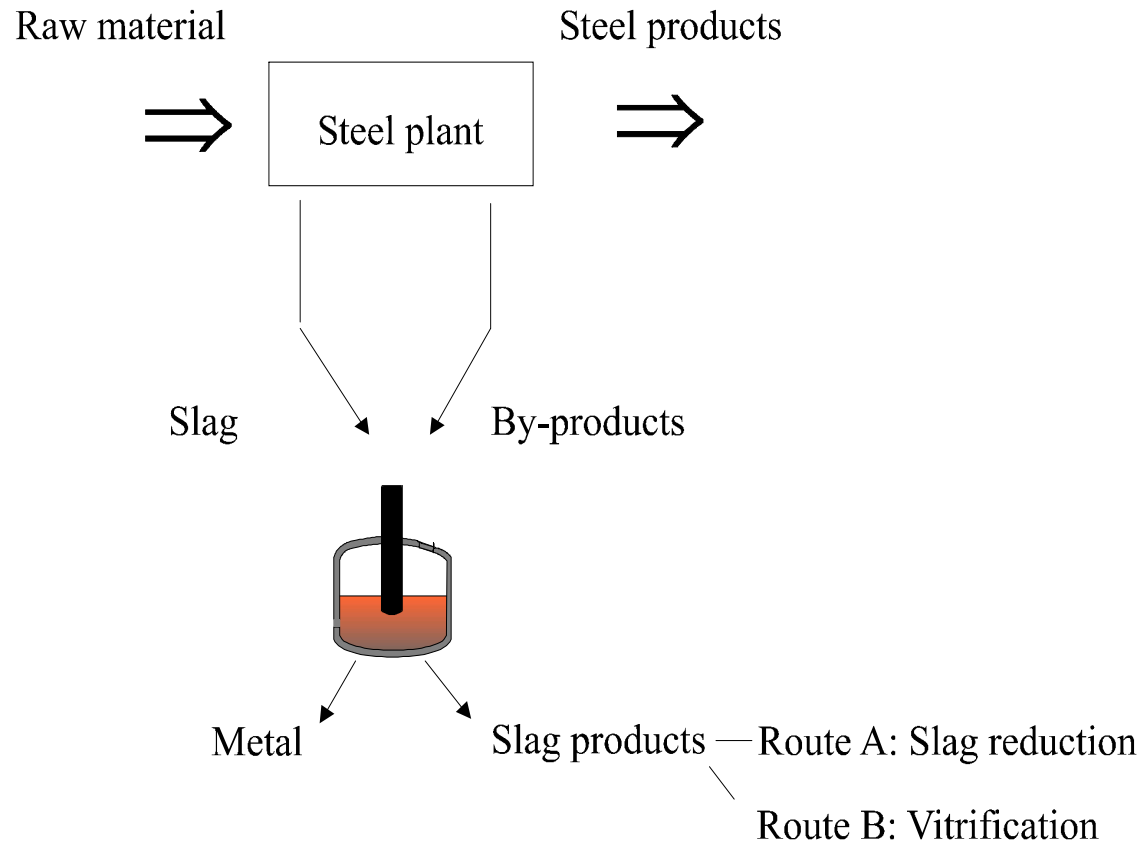 Raw material
Steel products
Steel plant
Slag
By-products
Metal
Slag products
Route A: Slag reduction
Route B: Vitrification